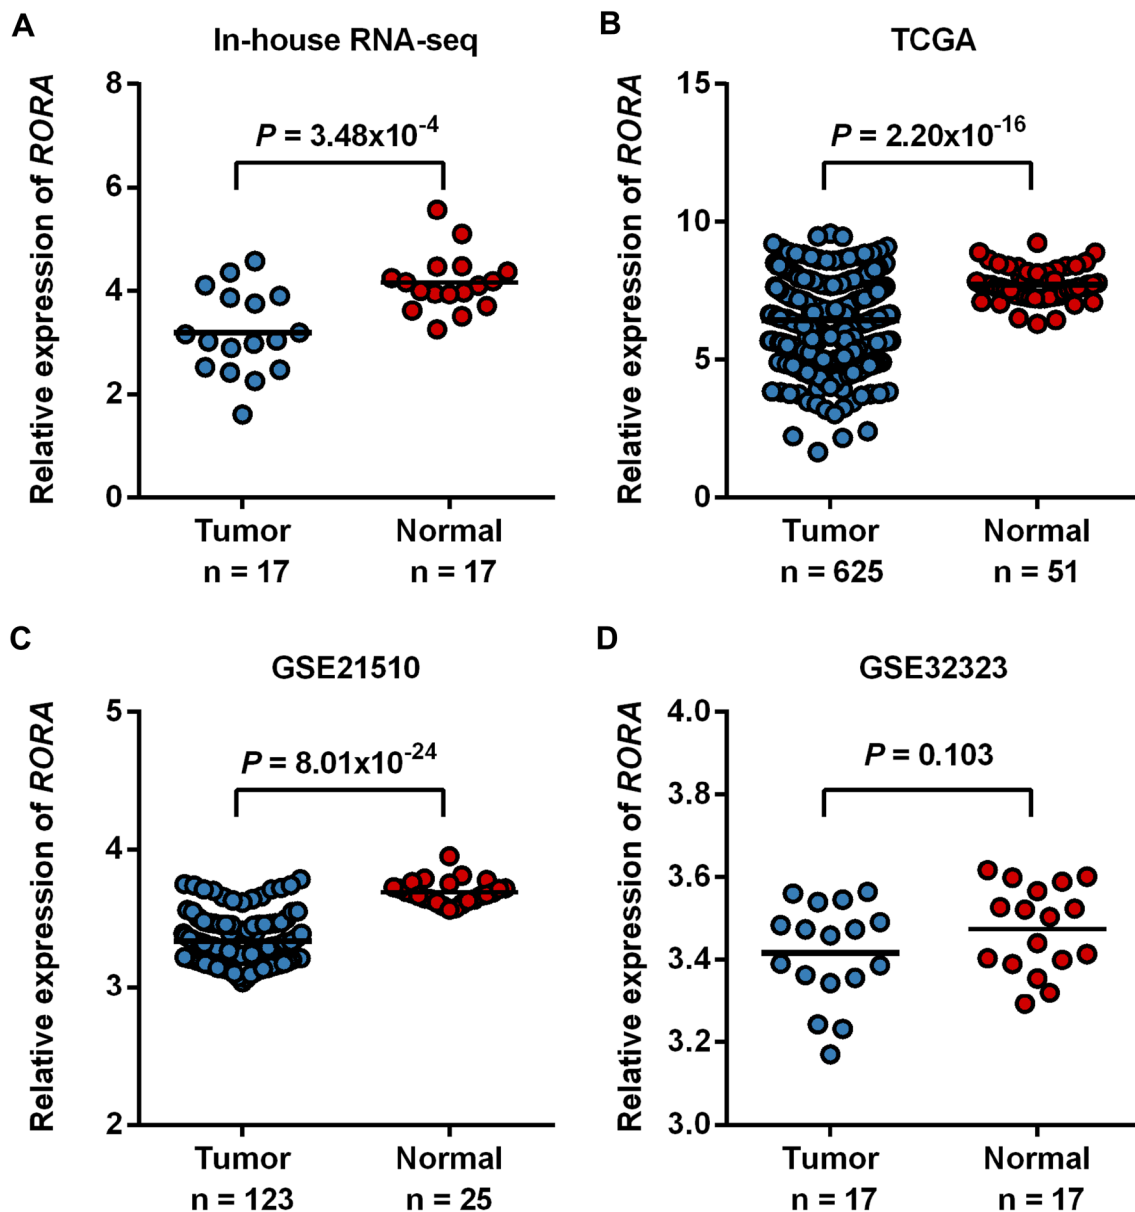 A
In-house RNA-seq
Relative expression of RORA
8
6
4
2
0
P = 3.48x10-4
Tumor
Normal
n = 17
n = 17
B
TCGA
Relative expression of RORA
15
10
5
0
P = 2.20x10-16
Tumor
Normal
n = 625
n = 51
C
GSE21510
Relative expression of RORA
5
4
3
2
P = 8.01x10-24
Tumor
Normal
n = 123
n = 25
D
GSE32323
Relative expression of RORA
4.0
3.8
3.6
3.4
3.2
3.0
P = 0.103
Tumor
Normal
n = 17
n = 17